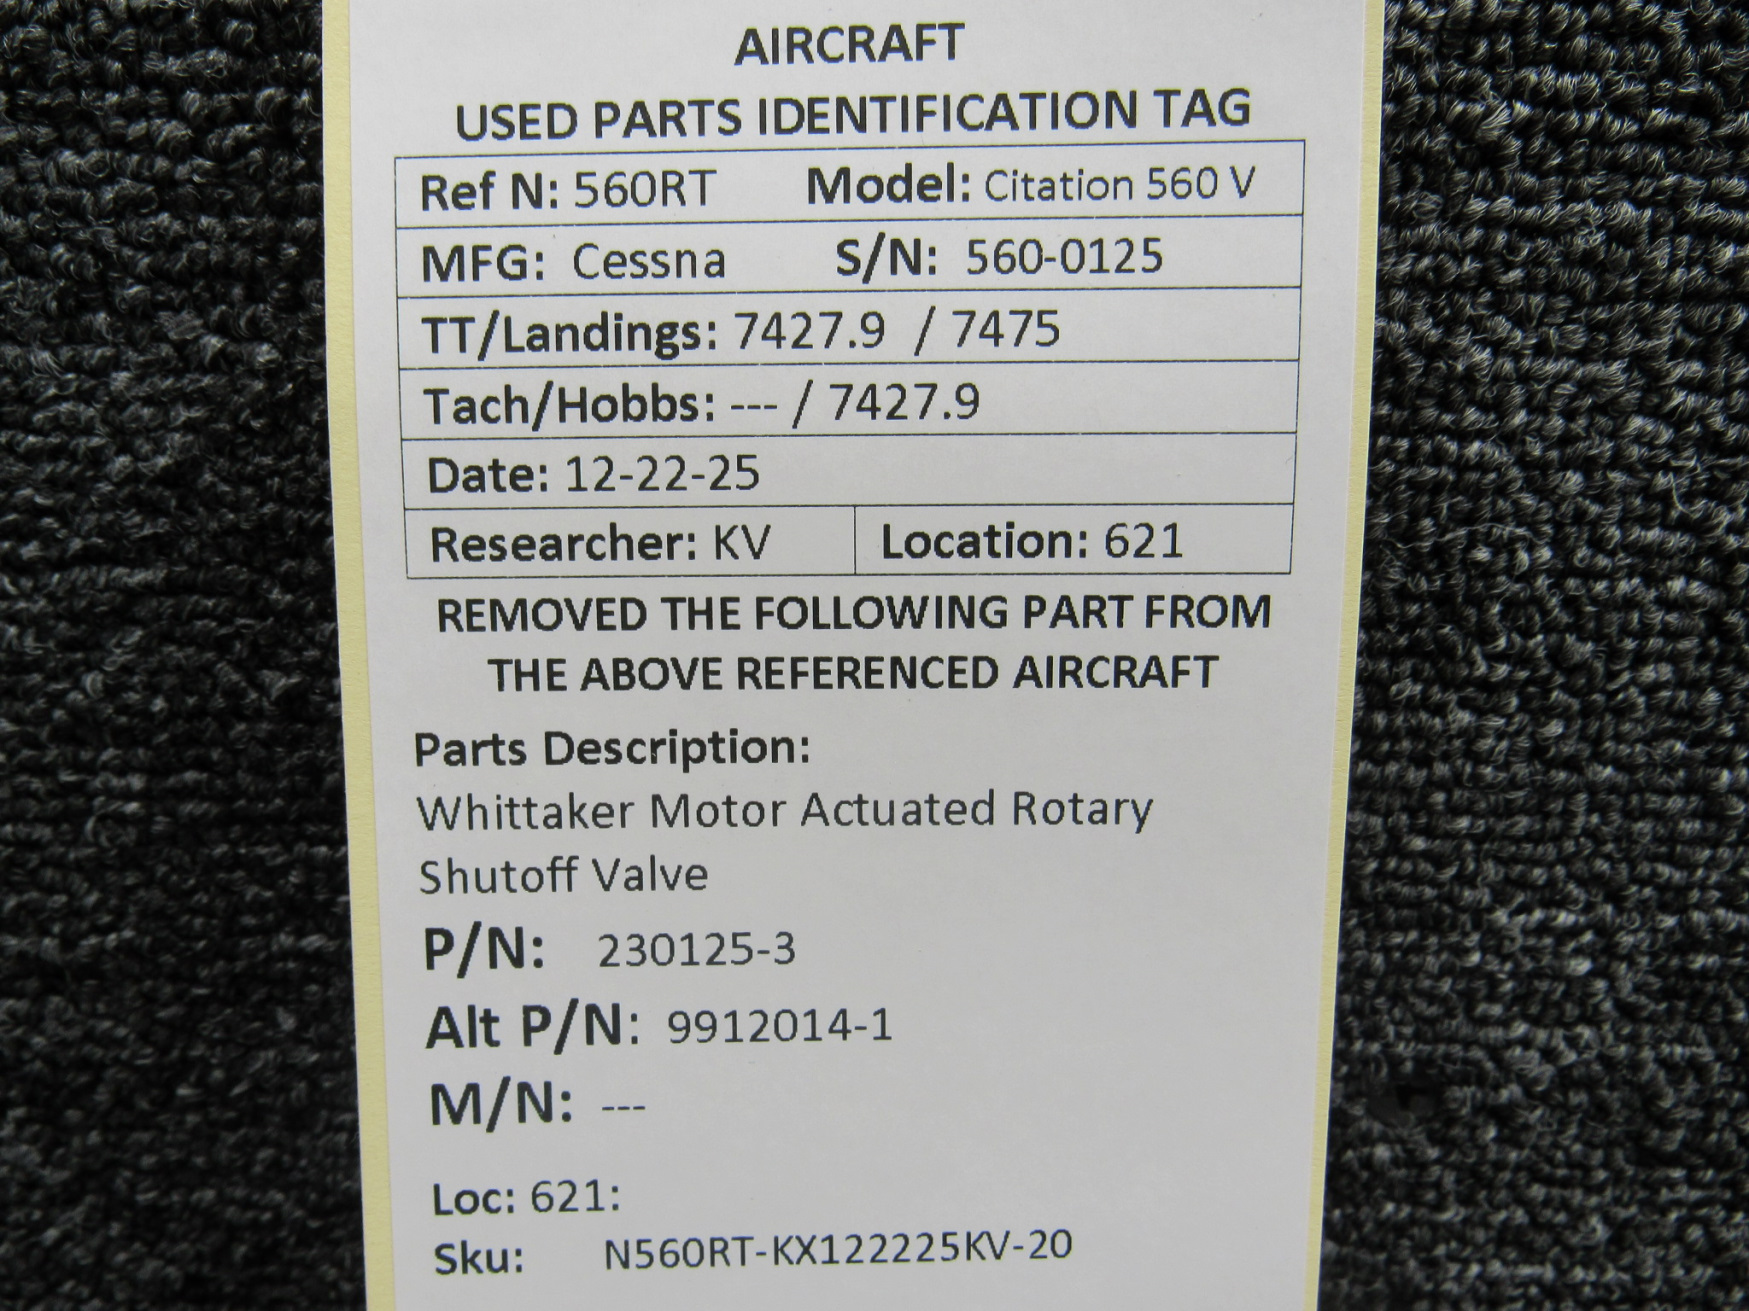 AIRCRAFT
USED PARTS IDENTIFICATION TAG
Ref N: 560RT Model: Citation 560 V
MFG: Cessna S/N: 560-0125
TT/Landings: 7427.9 / 7475
Tach/Hobbs: --- / 7427.9
Date: 12-22-25
Researcher: KV Location: 621
REMOVED THE FOLLOWING PART FROM
THE ABOVE REFERENCED AIRCRAFT
Parts Description:
Whittaker Motor Actuated Rotary
Shutoff Valve
P/N: 230125-3
Alt P/N: 9912014-1
M/N: ---
Loc: 621:
Sku: N560RT-KX122225KV-20